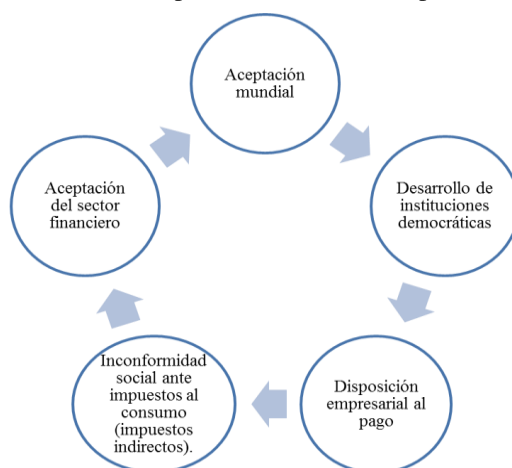 Aceptación
mundial
Desarrollo de
instituciones
democráticas
Disposición
empresarial al
pago
Inconformidad
social ante
impuestos al
consumo
(impuestos
indirectos).
Aceptación
del sector
financiero